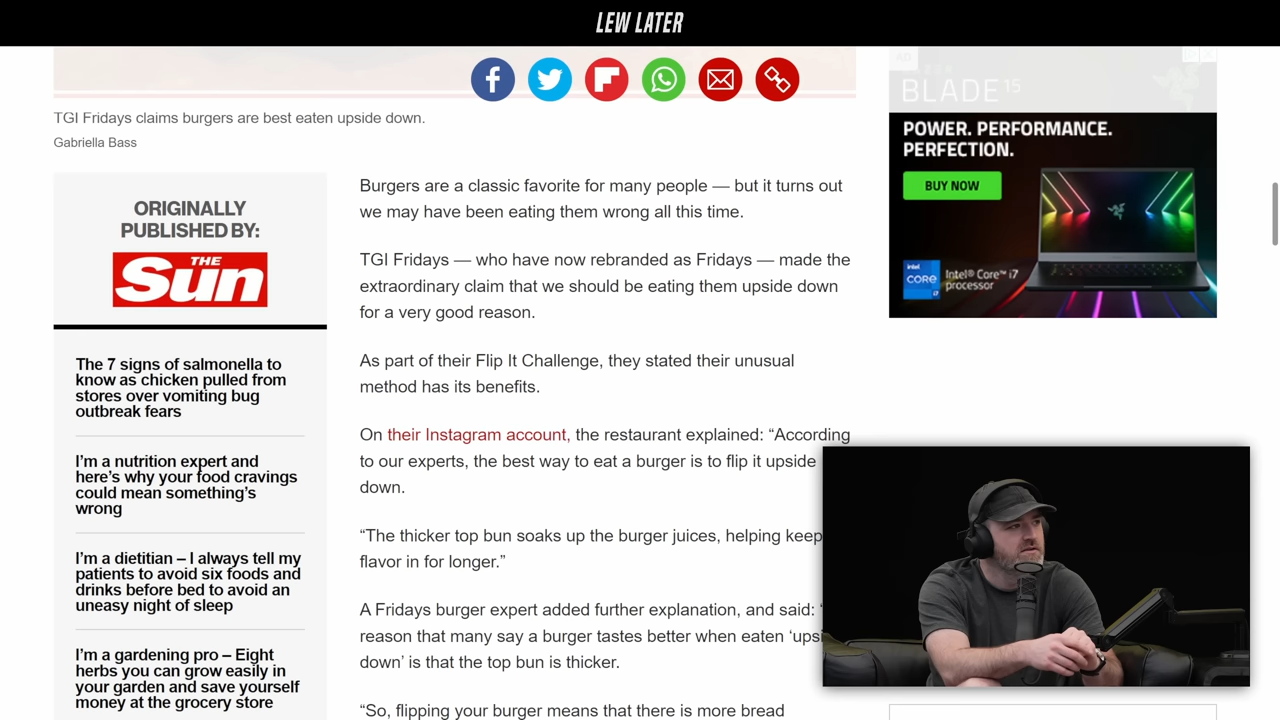 LEW LATER
TGI Fridays claims burgers are best eaten upside down.
Gabriella Bass
ORIGINALLY
PUBLISHED BY:
THE
Sun
The 7 signs of salmonella to
know as chicken pulled from
stores over vomiting bug
outbreak fears
I’m a nutrition expert and
here’s why your food cravings
could mean something’s
wrong
I’m a dietitian – I always tell my
patients to avoid six foods and
drinks before bed to avoid an
uneasy night of sleep
I’m a gardening pro – Eight
herbs you can grow easily in
your garden and save yourself
money at the grocery store
Burgers are a classic favorite for many people — but it turns out
we may have been eating them wrong all this time.
TGI Fridays — who have now rebranded as Fridays — made the
extraordinary claim that we should be eating them upside down
for a very good reason.
As part of their Flip It Challenge, they stated their unusual
method has its benefits.
On their Instagram account, the restaurant explained: “According
to our experts, the best way to eat a burger is to flip it upside
down.
“The thicker top bun soaks up the burger juices, helping keep
flavor in for longer.”
A Fridays burger expert added further explanation, and said:
reason that many say a burger tastes better when eaten ‘upsi
down’ is that the top bun is thicker.
“So, flipping your burger means that there is more bread
AD
BLADE 15
POWER. PERFORMANCE.
PERFECTION.
BUY NOW
intel
CORE
i7
Intel® Core™ i7
processor